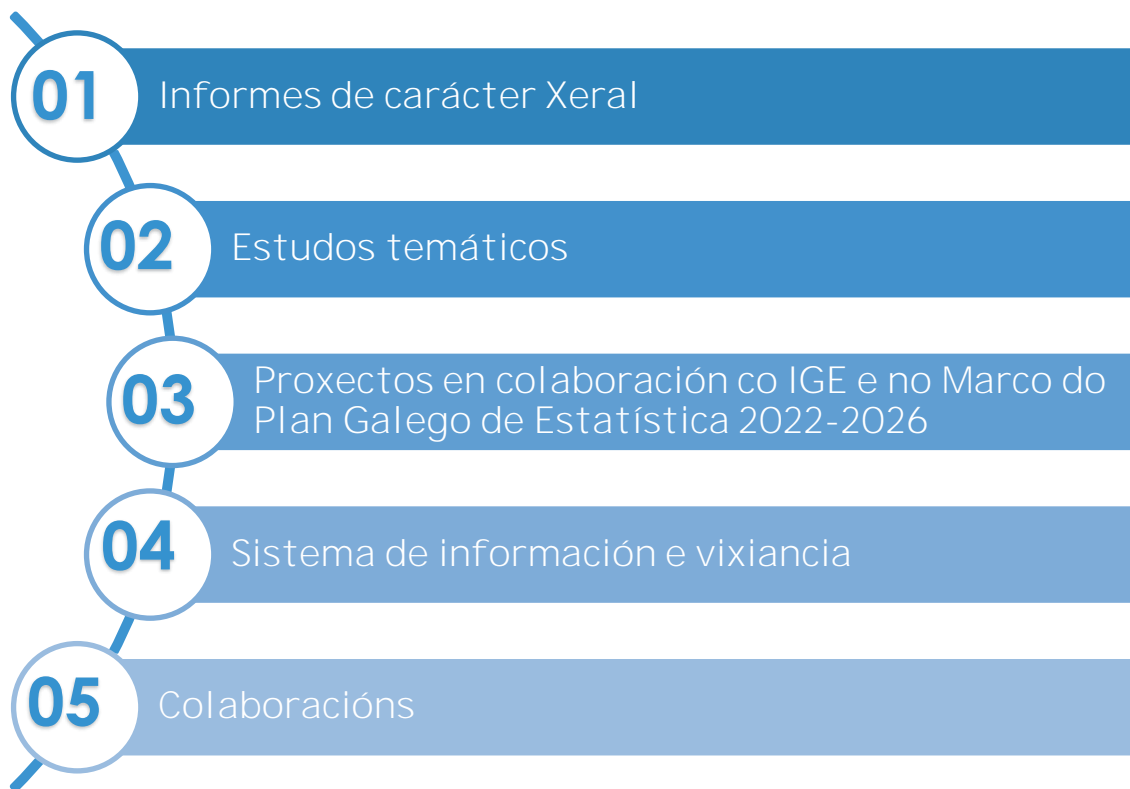 01
Informes de carácter Xeral
02
Estudos temáticos
03
Proxectos en colaboración co IGE e no Marco do
Plan Galego de Estatística 2022-2026
04
Sistema de información e vixiancia
05
Colaboracións